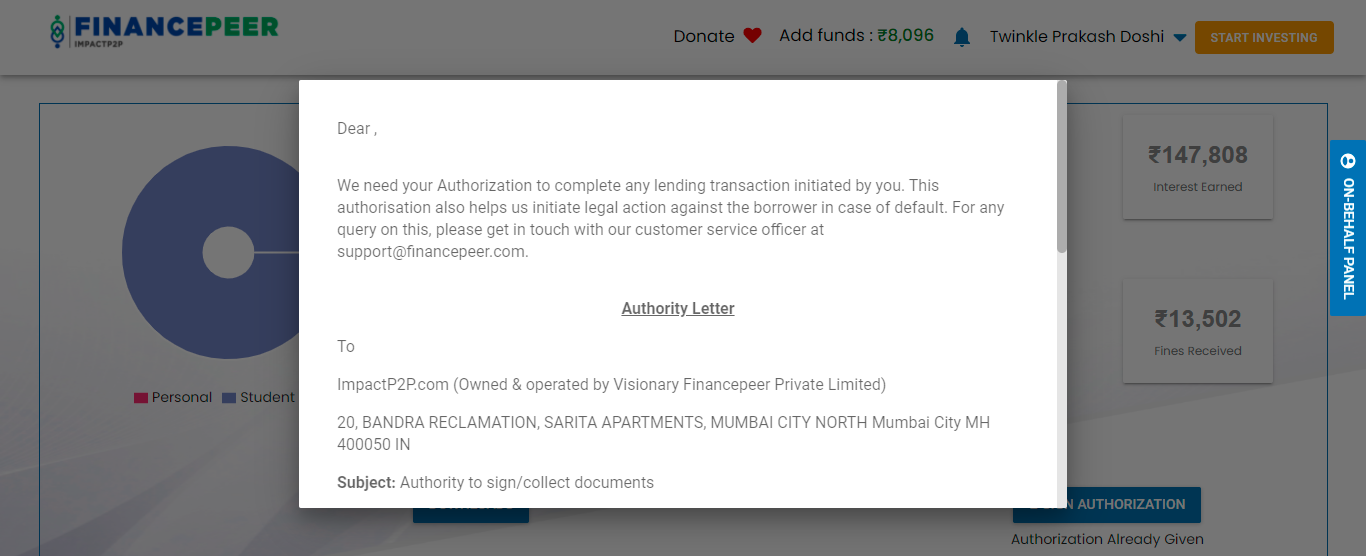 FINANCEPEER
IMPACTP2P
Donate Add funds : ₹8,096 Twinkle Prakash Doshi START INVESTING
Dear ,
We need your Authorization to complete any lending transaction initiated by you. This
authorisation also helps us initiate legal action against the borrower in case of default. For any
query on this, please get in touch with our customer service officer at
support@financepeer.com.
Authority Letter
To
ImpactP2P.com (Owned & operated by Visionary Financepeer Private Limited)
20, BANDRA RECLAMATION, SARITA APARTMENTS, MUMBAI CITY NORTH Mumbai City MH
400050 IN
Subject: Authority to sign/collect documents
Personal Student
₹147,808
Interest Earned
₹13,502
Fines Received
ON-BEHALF PANEL
AUTHORIZATION
Authorization Already Given